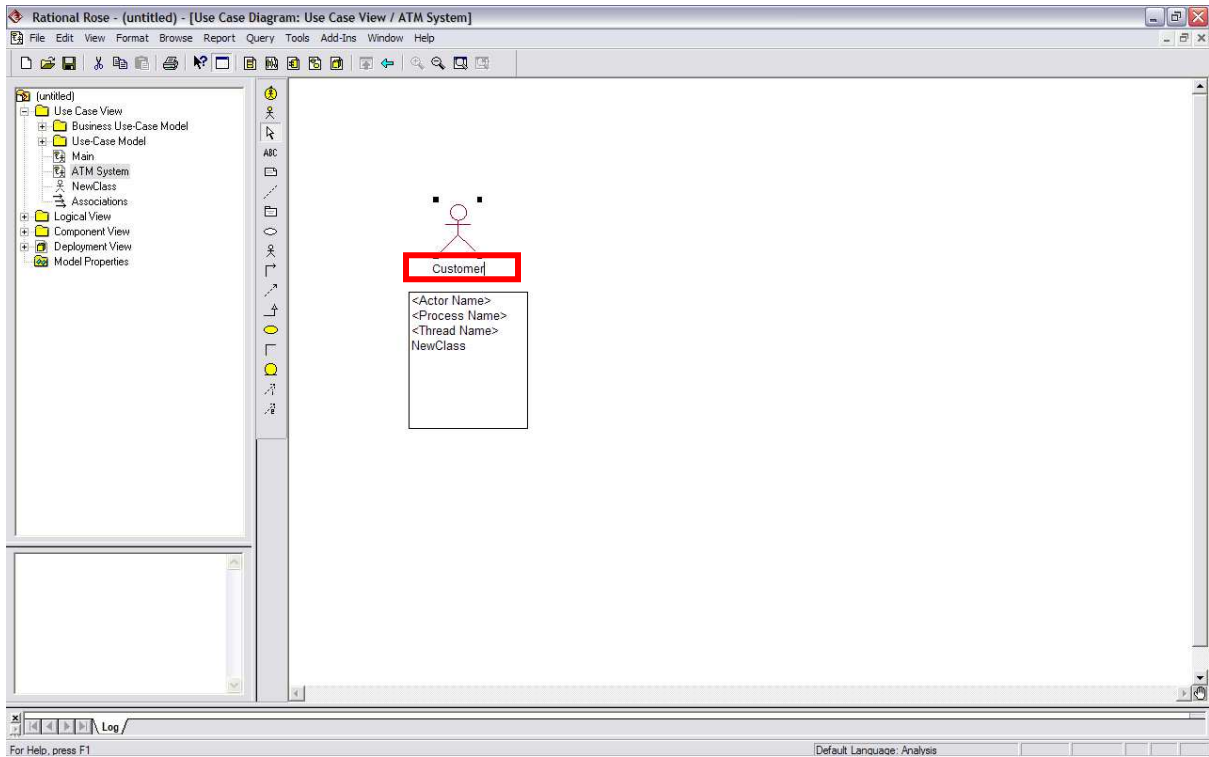 Rational Rose - (untitled) - [Use Case Diagram: Use Case View / ATM System]
File Edit View Format Browse Report Query Tools Add-Ins Window Help
(untitled)
Use Case View
Business Use-Case Model
Use-Case Model
Main
ATM System
NewClass
Associations
Logical View
Component View
Deployment View
Model Properties
ABC
Customer
<Actor Name>
<Process Name>
<Thread Name>
NewClass
Log
For Help, press F1
Default Language: Analysis